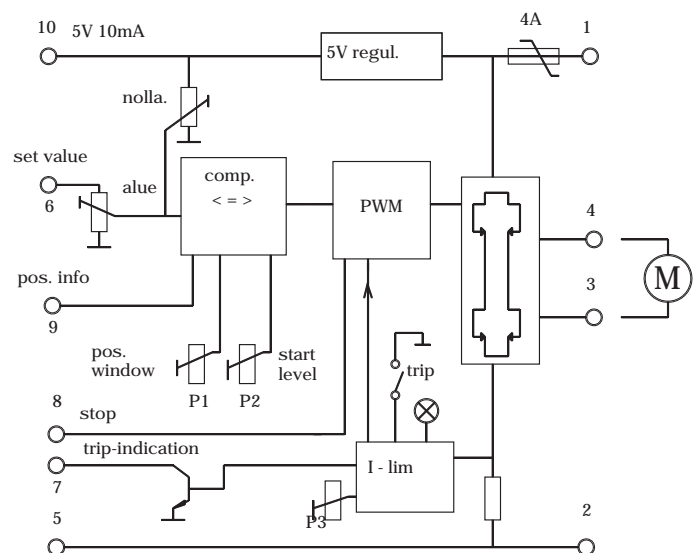 10 5V 10mA
4A
1
5V regul.
nolla.
set value
6
alue
comp.
< = >
PWM
4
3
M
pos. info
9
pos.
window
start
level
P1
P2
trip
8
stop
trip-indication
7
I - lim
P3
5
2